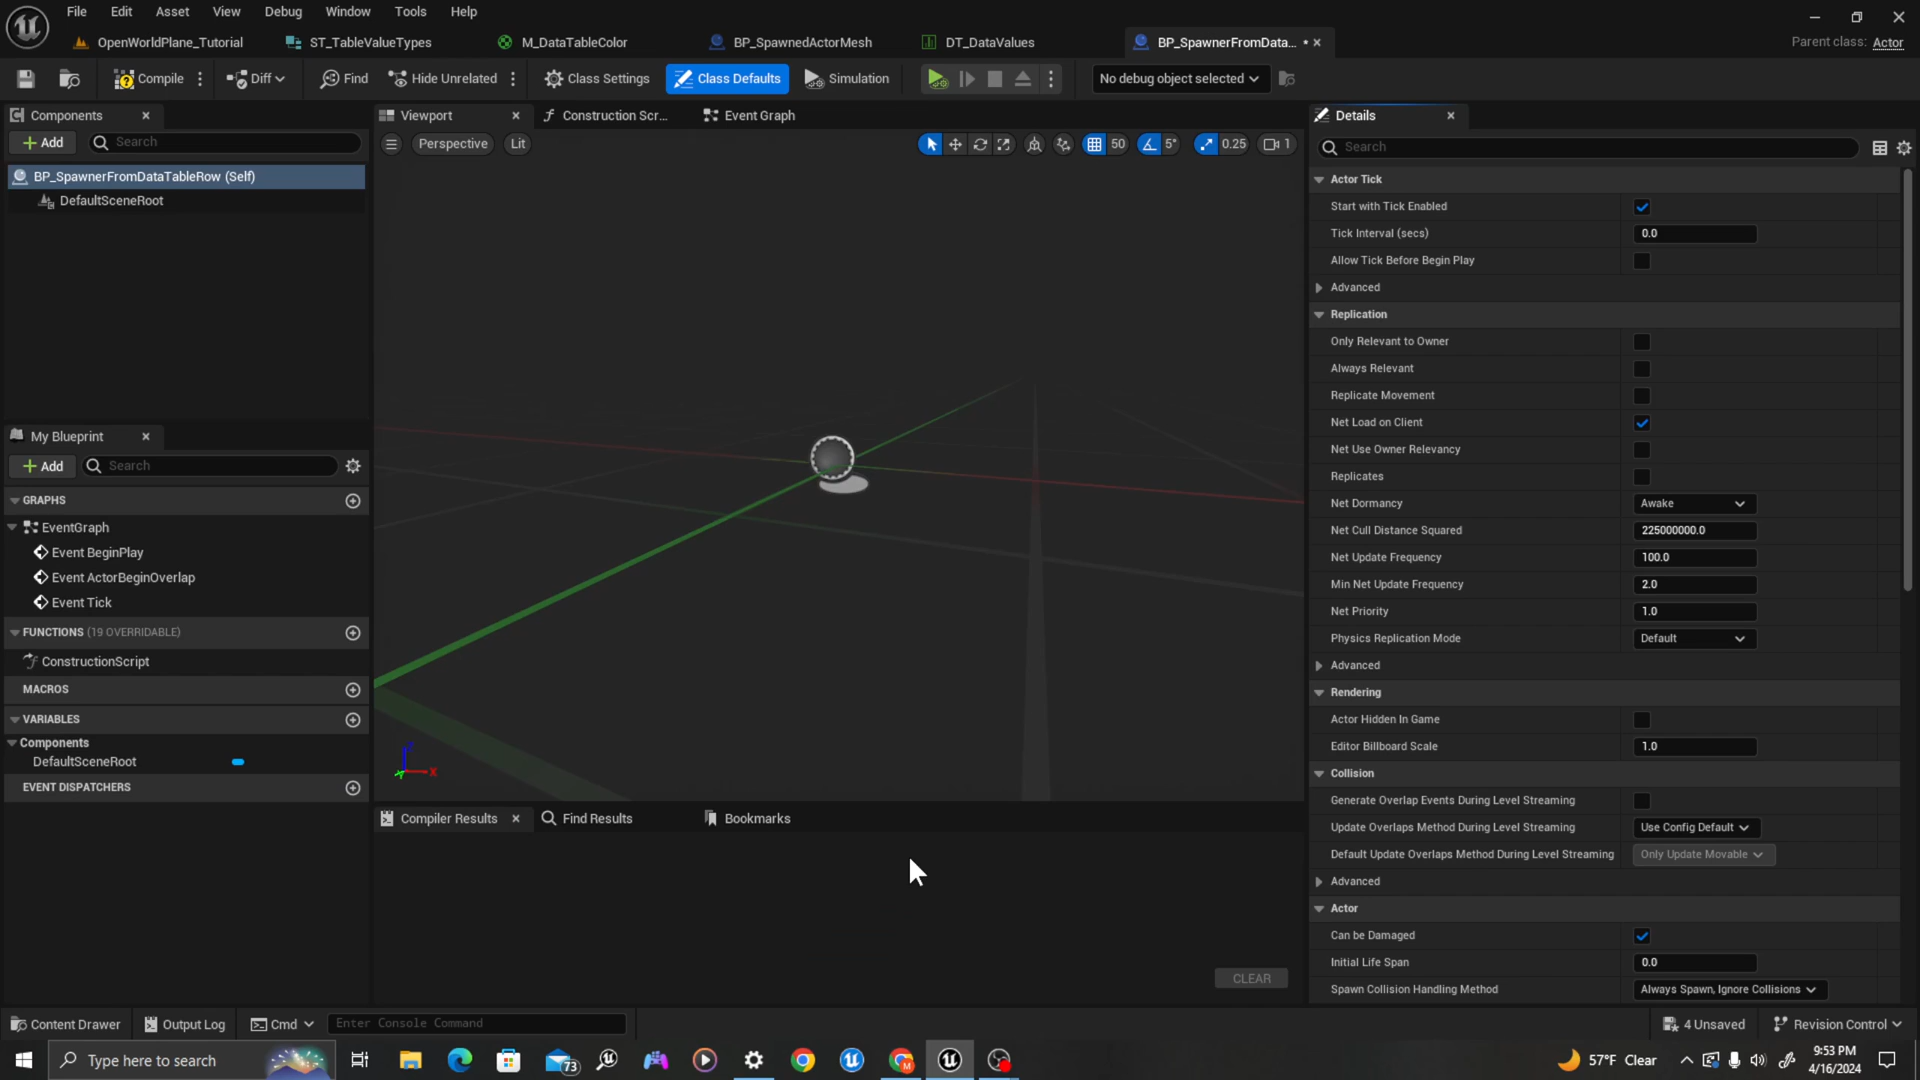 File Edit Asset View Debug Window Tools Help
OpenWorldPlane_Tutorial ST_TableValueTypes M_DataTableColor BP_SpawnedActorMesh DT_DataValues BP_SpawnerFromData... • Parent class: Actor
Compile Diff Find Hide Unrelated Class Settings Class Defaults Simulation No debug object selected
Components
Add Search
BP_SpawnerFromDataTableRow (Self)
DefaultSceneRoot
My Blueprint
Add Search
GRAPHS
EventGraph
Event BeginPlay
Event ActorBeginOverlap
Event Tick
FUNCTIONS (19 OVERRIDABLE)
ConstructionScript
MACROS
VARIABLES
Components
DefaultSceneRoot
EVENT DISPATCHERS
Viewport Construction Scr... Event Graph
Perspective Lit 50 5° 0.25 1
Z
X
Y
Compiler Results Find Results Bookmarks
CLEAR
Details
Search
Actor Tick
Start with Tick Enabled
Tick Interval (secs) 0.0
Allow Tick Before Begin Play
Advanced
Replication
Only Relevant to Owner
Always Relevant
Replicate Movement
Net Load on Client
Net Use Owner Relevancy
Replicates
Net Dormancy Awake
Net Cull Distance Squared 225000000.0
Net Update Frequency 100.0
Min Net Update Frequency 2.0
Net Priority 1.0
Physics Replication Mode Default
Advanced
Rendering
Actor Hidden In Game
Editor Billboard Scale 1.0
Collision
Generate Overlap Events During Level Streaming
Update Overlaps Method During Level Streaming Use Config Default
Default Update Overlaps Method During Level Streaming Only Update Movable
Advanced
Actor
Can be Damaged
Initial Life Span 0.0
Spawn Collision Handling Method Always Spawn, Ignore Collisions
Content Drawer Output Log Cmd Enter Console Command 4 Unsaved Revision Control
Type here to search 73 57°F Clear 9:53 PM
4/16/2024